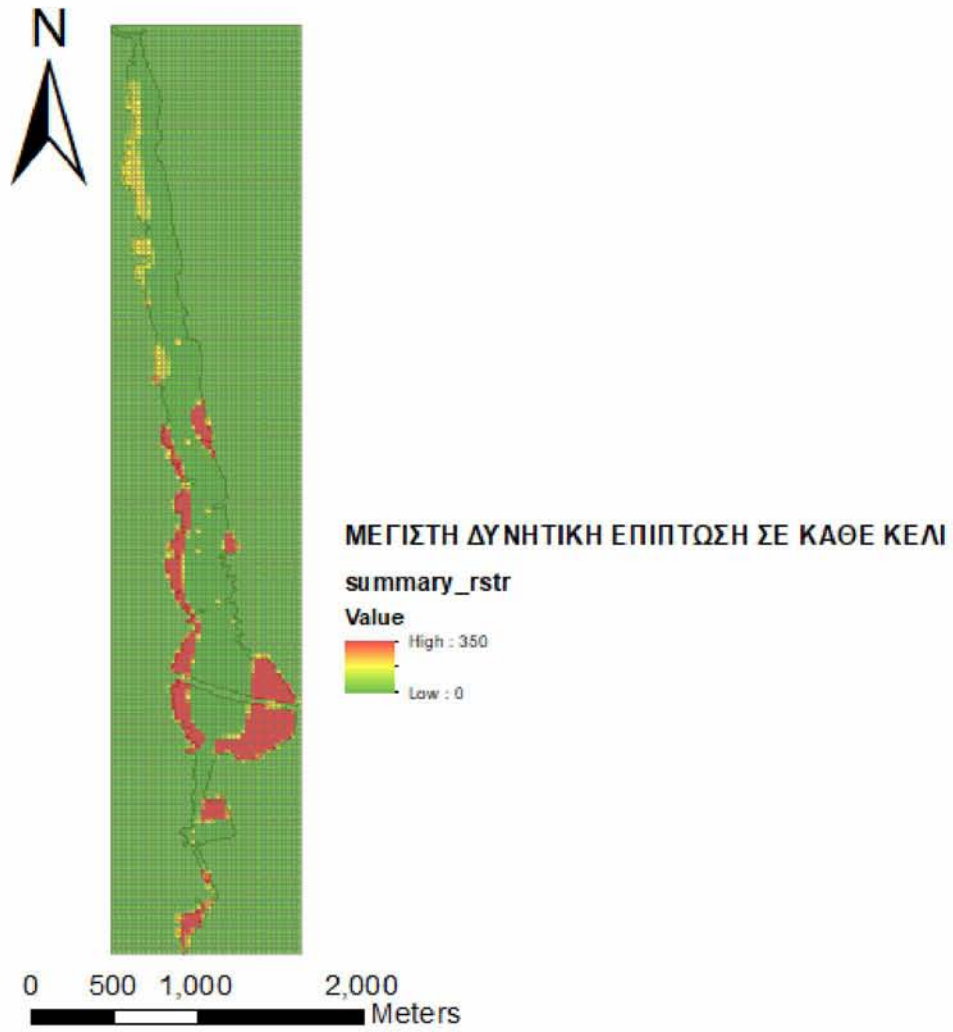 N
ΜΕΓΙΣΤΗ ΔΥΝΗΤΙΚΗ ΕΠΙΠΤΩΣΗ ΣΕ ΚΑΘΕ ΚΕΛΙ
summary_rstr
Value
High : 350
Low : 0
0 500 1,000 2,000
Meters